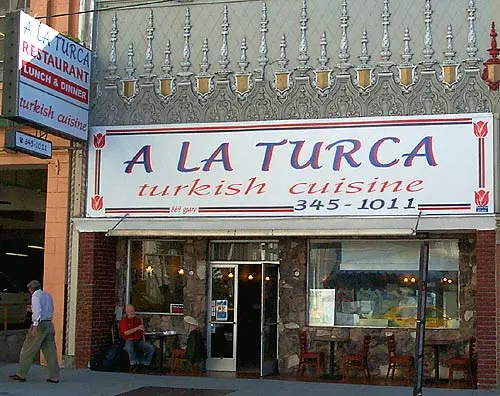 A LA TURCA
RESTAURANT
LUNCH & DINNER
turkish cuisine
345-1011
A LA TURCA
turkish cuisine
869 geary
345-1011